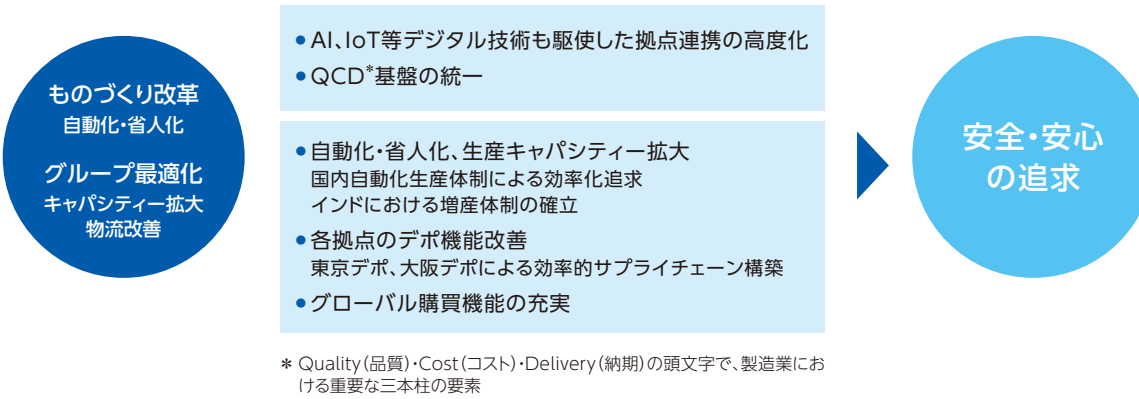 ものづくり改革
自動化・省人化
グループ最適化
キャパシティー拡大
物流改善
●AI、IoT等デジタル技術も駆使した拠点連携の高度化
●QCD*基盤の統一
●自動化・省人化、生産キャパシティー拡大
国内自動化生産体制による効率化追求
インドにおける増産体制の確立
●各拠点のデポ機能改善
東京デポ、大阪デポによる効率的サプライチェーン構築
●グローバル購買機能の充実
* Quality(品質)・Cost(コスト)・Delivery(納期)の頭文字で、製造業にお
ける重要な三本柱の要素
安全・安心
の追求